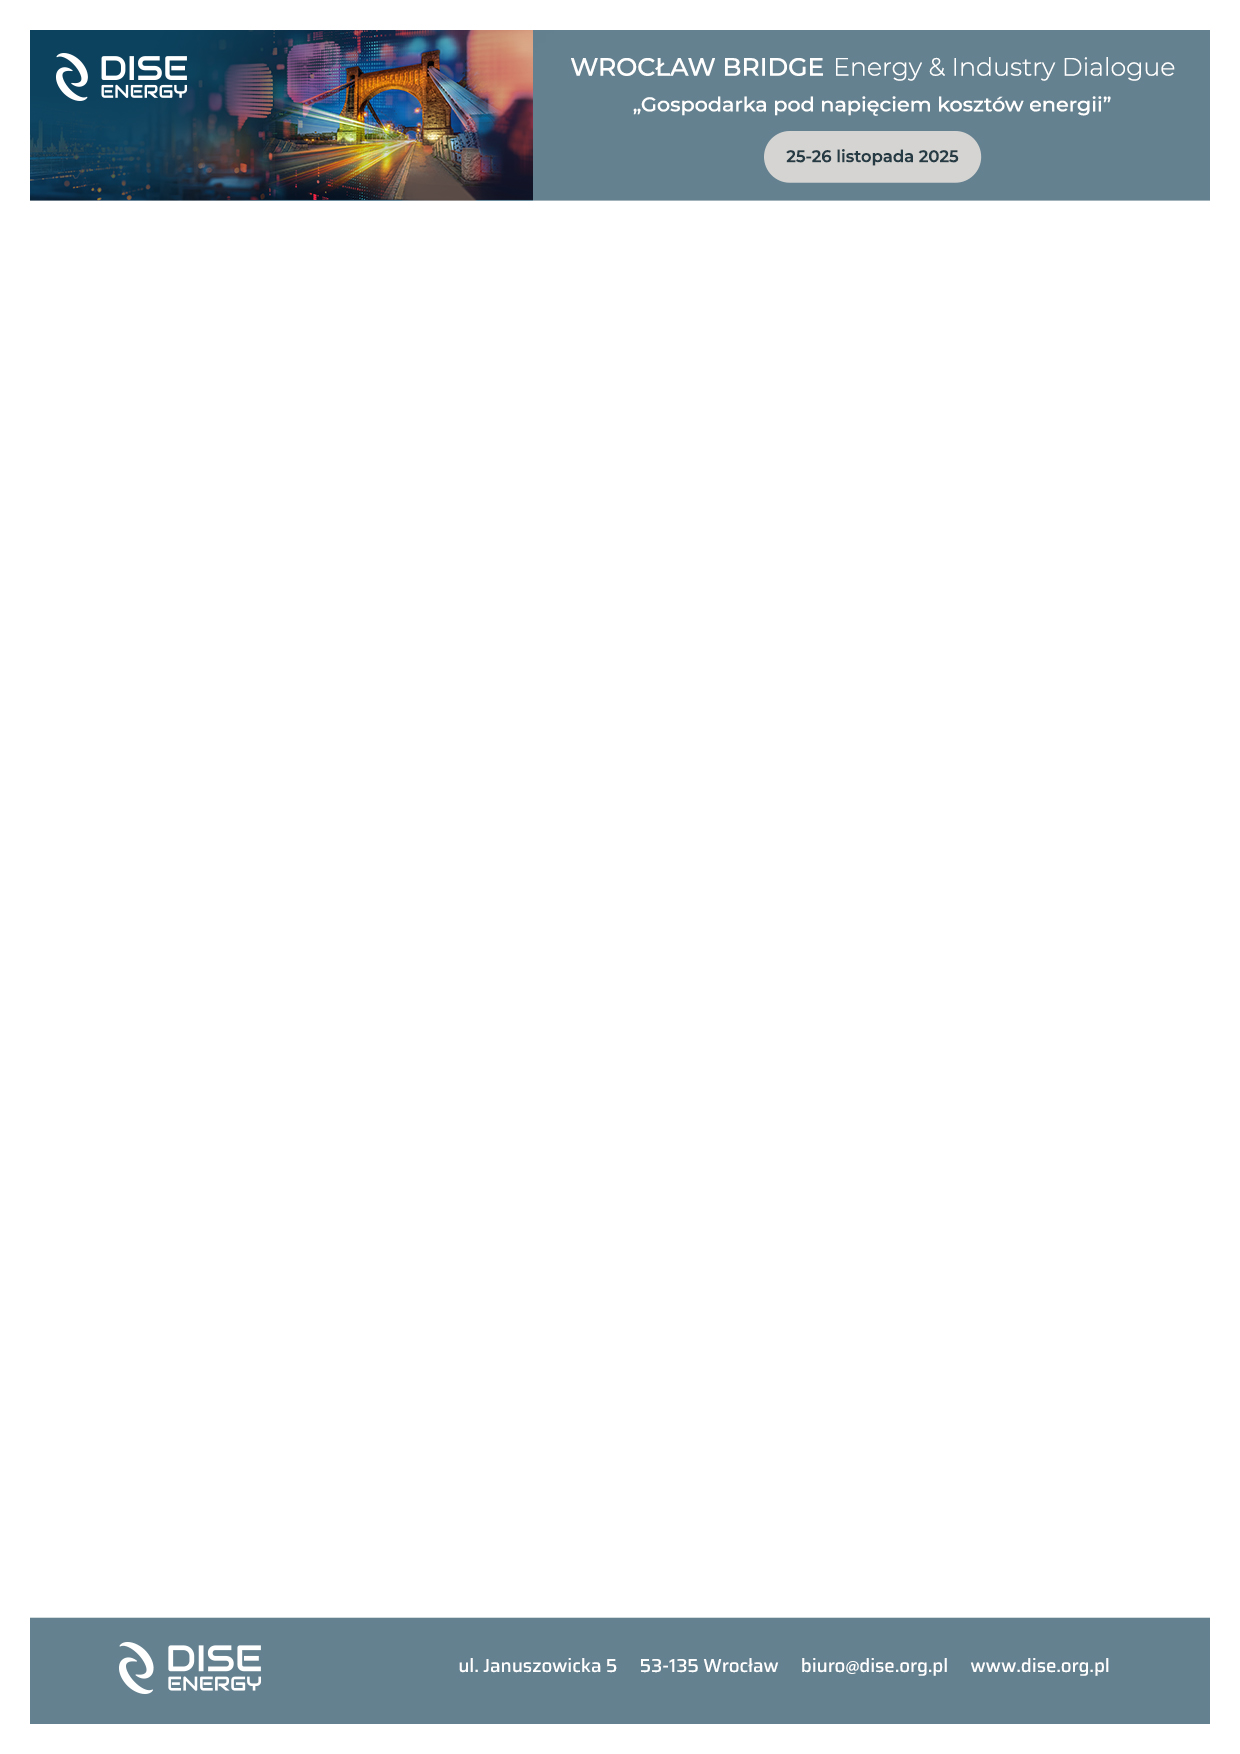 DISE
ENERGY
WROCŁAW BRIDGE Energy & Industry Dialogue
„Gospodarka pod napięciem kosztów energii”
25-26 listopada 2025
DISE
ENERGY
ul. Januszowicka 5 53-135 Wrocław biuro@dise.org.pl www.dise.org.pl